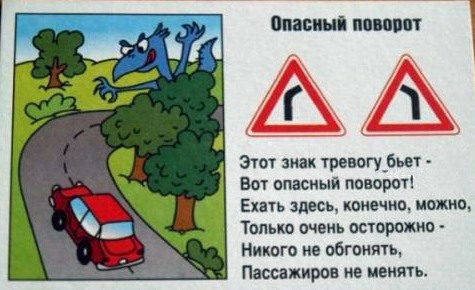 Опасный поворот
Этот знак тревогу бьет -
Вот опасный поворот!
Ехать здесь, конечно, можно,
Только очень осторожно -
Никого не обгонять,
Пассажиров не менять.